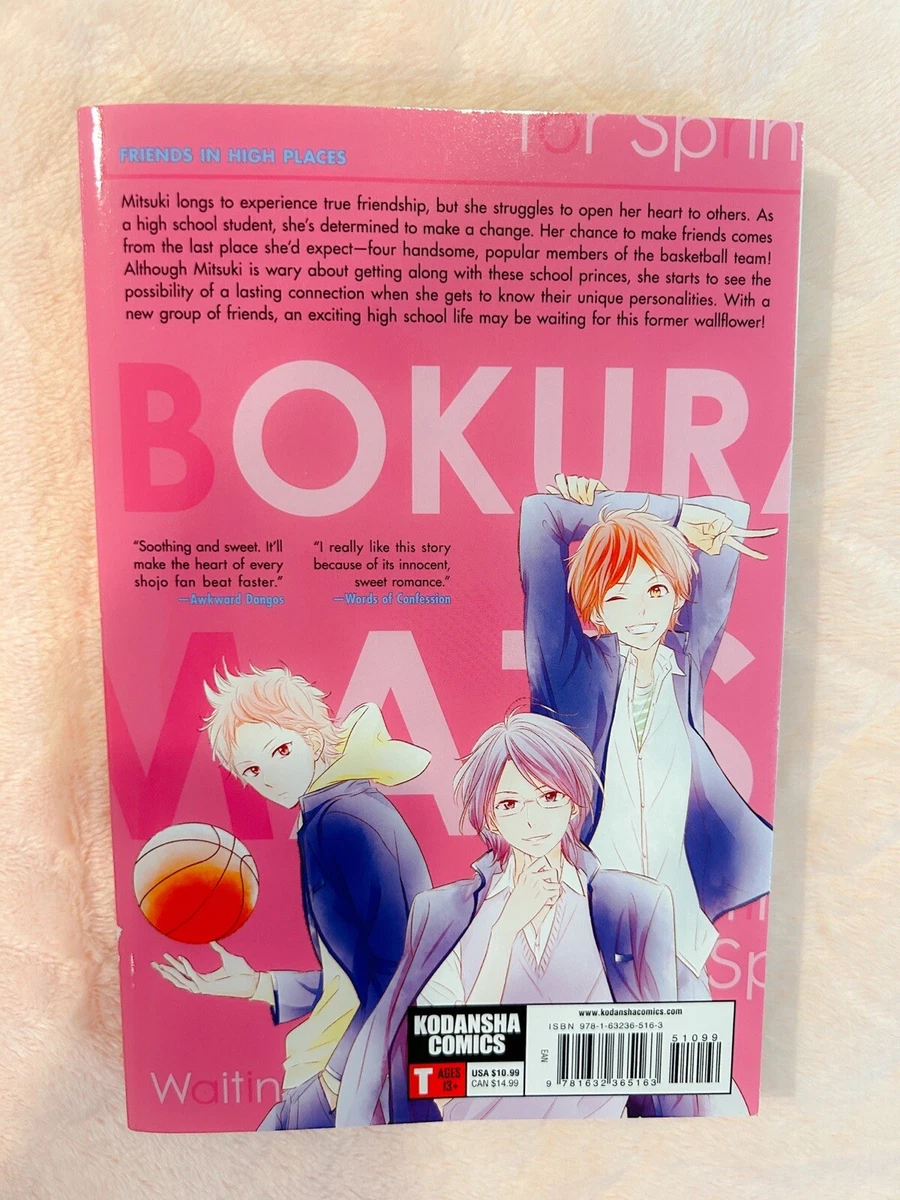 for Sprin
FRIENDS IN HIGH PLACES
Mitsuki longs to experience true friendship, but she struggles to open her heart to others. As
a high school student, she's determined to make a change. Her chance to make friends comes
from the last place she'd expect—four handsome, popular members of the basketball team!
Although Mitsuki is wary about getting along with these school princes, she starts to see the
possibility of a lasting connection when she gets to know their unique personalities. With a
new group of friends, an exciting high school life may be waiting for this former wallflower!
BOKURA
"Soothing and sweet. It'll
make the heart of every
shojo fan beat faster."
—Awkward Dangos
"I really like this story
because of its innocent,
sweet romance."
—Words of Confession
MATS
Sp
Waitin
KODANSHA
COMICS
T AGES
13+
USA $10.99
CAN $14.99
www.kodanshacomics.com
ISBN 978-1-63236-516-3
51099
EAN
9 781632 365163